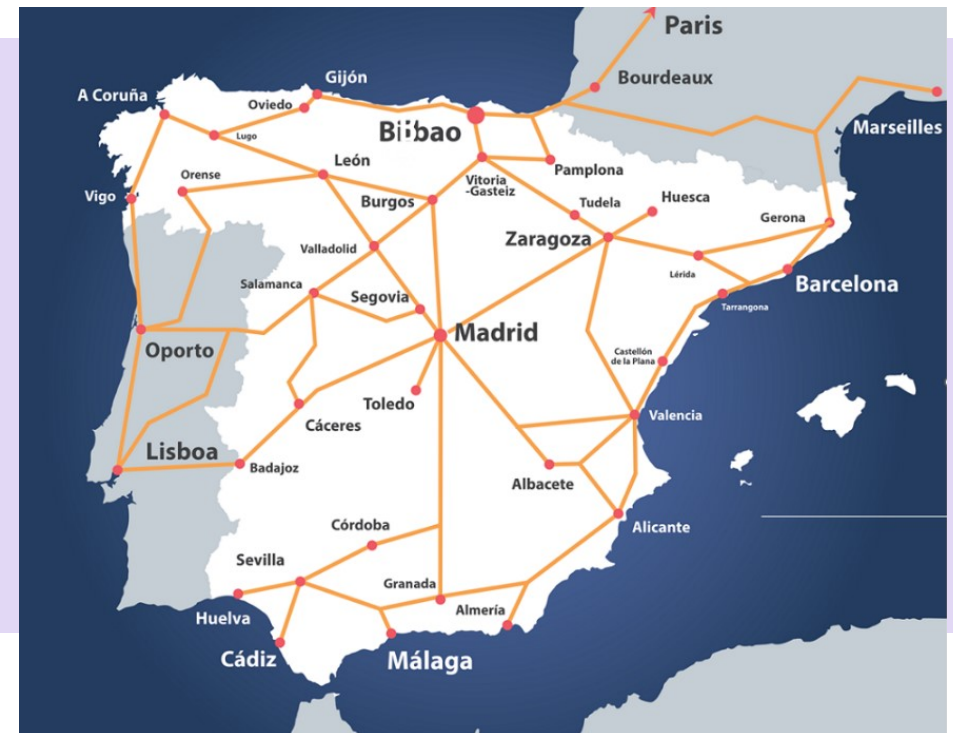 Paris
Bourdeaux
Marseilles
Gijón
A Coruña
Oviedo
Lugo
Biibao
León
Orense
Vigo
Burgos
Vitoria
-Gasteiz
Pamplona
Tudela
Huesca
Zaragoza
Gerona
Valladolid
Lérida
Barcelona
Salamanca
Segovia
Tarrangona
Madrid
Oporto
Castellón
de la Plana
Toledo
Valencia
Cáceres
Lisboa
Badajoz
Albacete
Alicante
Córdoba
Sevilla
Granada
Almería
Huelva
Cádiz
Málaga